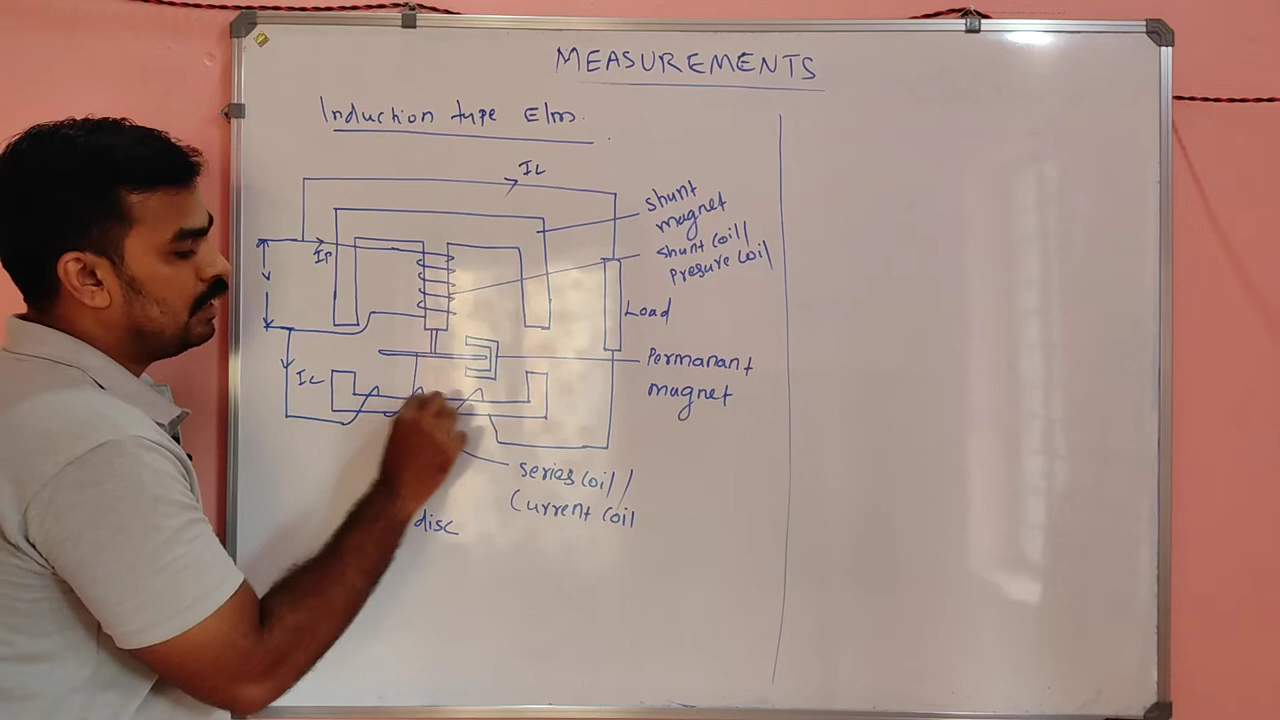 MEASUREMENTS
Induction type Elm.
IL
shunt
magnet
shunt coil/
presure coil
IP
V
Load
Permanant
magnet
IL
series coil/
Current coil
disc